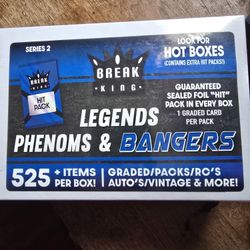 SERIES 2
HIT
PACK
BREAK
KING
LOOK FOR
HOT BOXES
(CONTAINS EXTRA HIT PACKS!)
GUARANTEED
SEALED FOR "HIT"
PACK IN EVERY BOX
1 GRADED CARD
PER PACK
LEGENDS
PHENOMS & BANGERS
525 + ITEMS PER BOX! | GRADED/PACKS/RC'S
AUTO'S/VINTAGE & MORE!